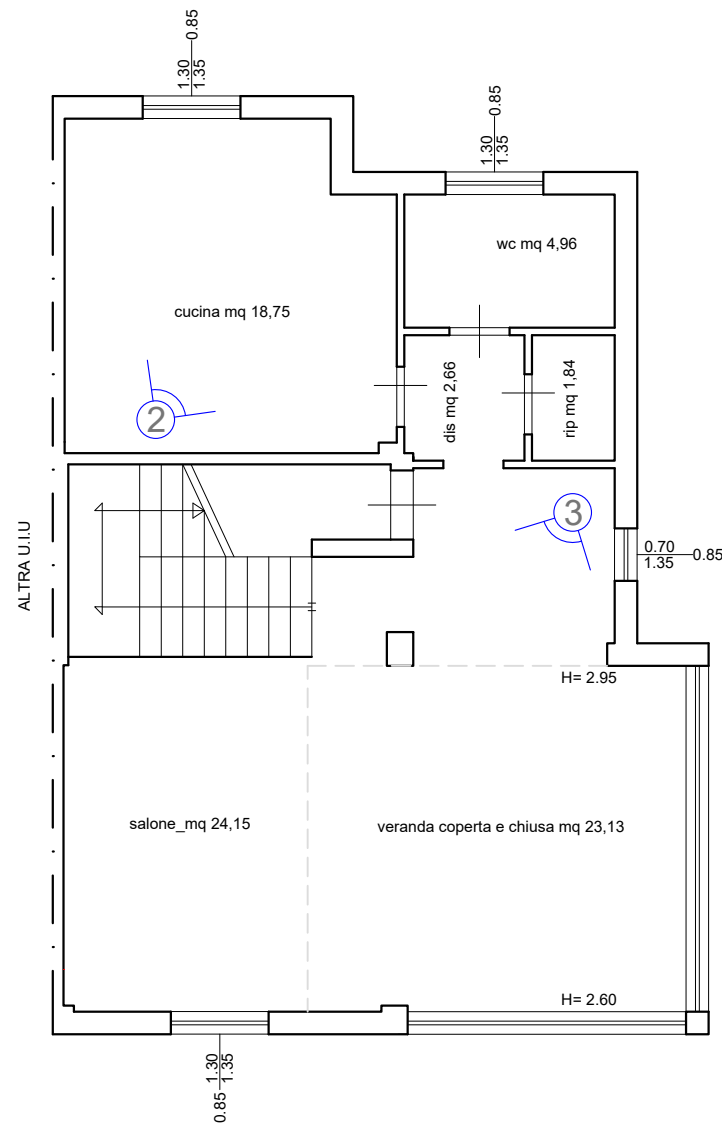 0.85
1.30
1.35
0.85
1.30
1.35
wc mq 4,96
cucina mq 18,75
dis mq 2,66
rip mq 1,84
2
3
ALTRA U.I.U
0.70
1.35
0.85
H= 2.95
salone_mq 24,15
veranda coperta e chiusa mq 23,13
H= 2.60
0.85
1.30
1.35